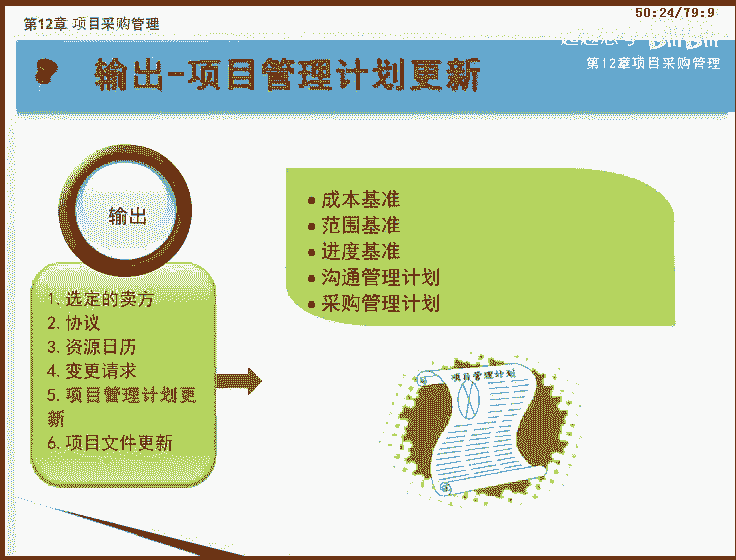 第12章 项目采购管理
50:24/79:9
bilibili
第12章项目采购管理
输出-项目管理计划更新
输出
1. 选定的卖方
2. 协议
3. 资源日历
4. 变更请求
5. 项目管理计划更
新
6. 项目文件更新
• 成本基准
• 范围基准
• 进度基准
• 沟通管理计划
• 采购管理计划
项目管理计划